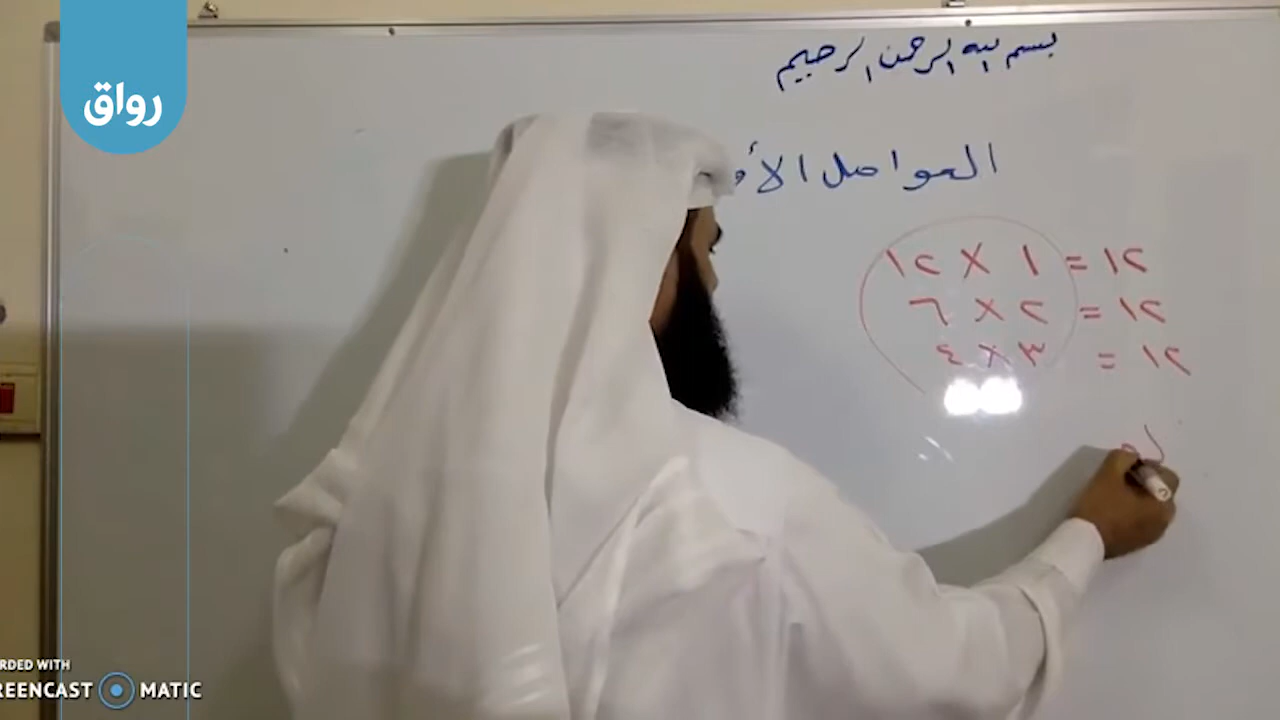 رواق
بسم الله الرحمن الرحيم
العوامل
١٢ = ١ × ١٢
١٢ = ٢ × ٦
١٢ = ٣ × ٤
RDED WITH
REENCAST MATIC